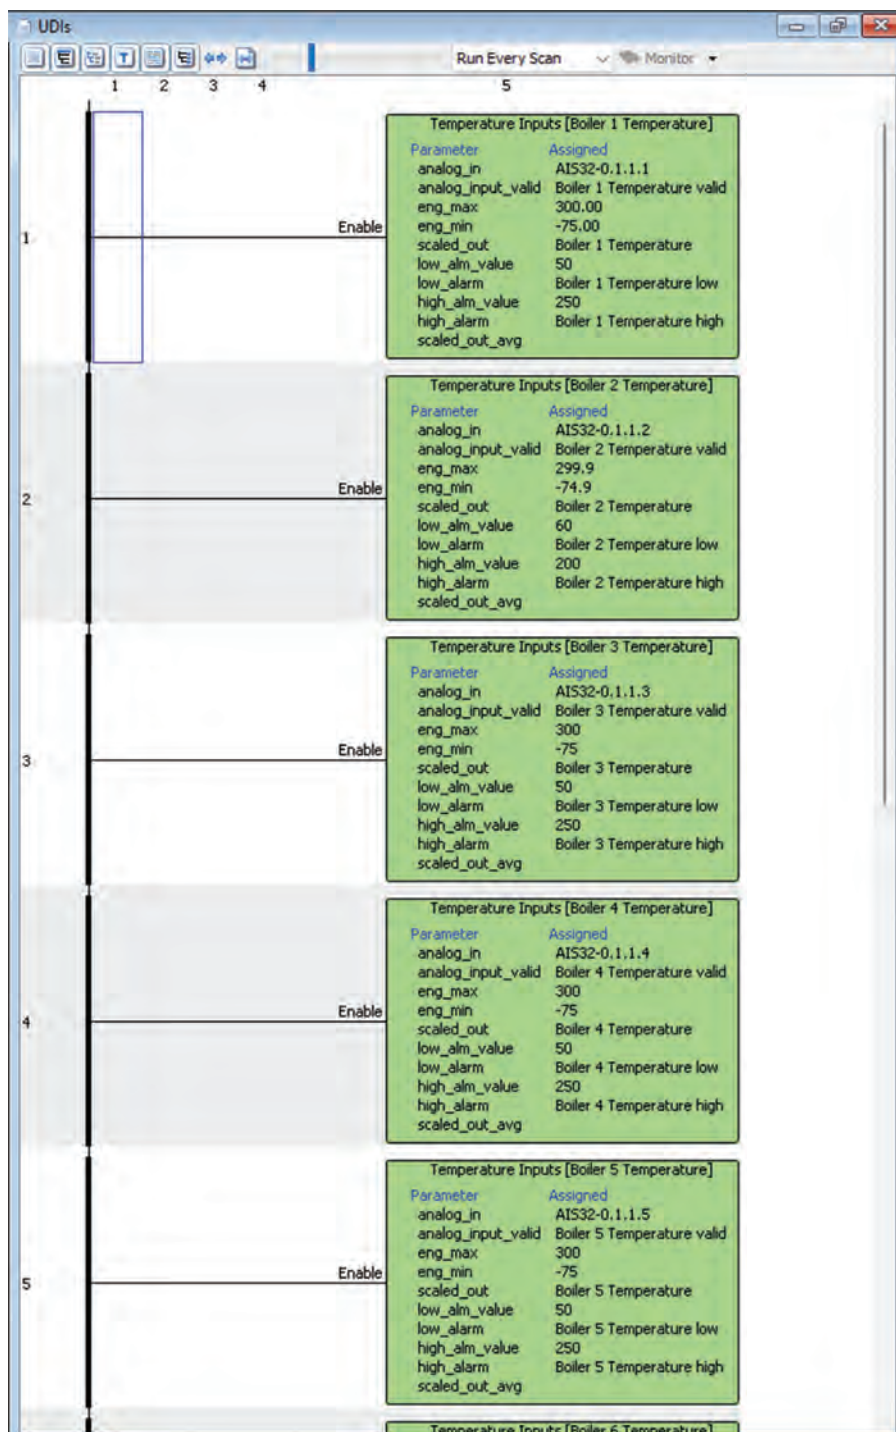 UDIs
T
Run Every Scan Monitor
1 2 3 4 5
Temperature Inputs [Boiler 1 Temperature]
Parameter Assigned
analog_in AIS32-0.1.1.1
analog_input_valid Boiler 1 Temperature valid
eng_max 300.00
Enable eng_min -75.00
1 scaled_out Boiler 1 Temperature
low_alm_value 50
low_alarm Boiler 1 Temperature low
high_alm_value 250
high_alarm Boiler 1 Temperature high
scaled_out_avg
Temperature Inputs [Boiler 2 Temperature]
Parameter Assigned
analog_in AIS32-0.1.1.2
analog_input_valid Boiler 2 Temperature valid
eng_max 299.9
Enable eng_min -74.9
2 scaled_out Boiler 2 Temperature
low_alm_value 60
low_alarm Boiler 2 Temperature low
high_alm_value 200
high_alarm Boiler 2 Temperature high
scaled_out_avg
Temperature Inputs [Boiler 3 Temperature]
Parameter Assigned
analog_in AIS32-0.1.1.3
analog_input_valid Boiler 3 Temperature valid
eng_max 300
Enable eng_min -75
3 scaled_out Boiler 3 Temperature
low_alm_value 50
low_alarm Boiler 3 Temperature low
high_alm_value 250
high_alarm Boiler 3 Temperature high
scaled_out_avg
Temperature Inputs [Boiler 4 Temperature]
Parameter Assigned
analog_in AIS32-0.1.1.4
analog_input_valid Boiler 4 Temperature valid
eng_max 300
Enable eng_min -75
4 scaled_out Boiler 4 Temperature
low_alm_value 50
low_alarm Boiler 4 Temperature low
high_alm_value 250
high_alarm Boiler 4 Temperature high
scaled_out_avg
Temperature Inputs [Boiler 5 Temperature]
Parameter Assigned
analog_in AIS32-0.1.1.5
analog_input_valid Boiler 5 Temperature valid
eng_max 300
Enable eng_min -75
5 scaled_out Boiler 5 Temperature
low_alm_value 50
low_alarm Boiler 5 Temperature low
high_alm_value 250
high_alarm Boiler 5 Temperature high
scaled_out_avg
Temperature Inputs [Boiler 6 Temperature]